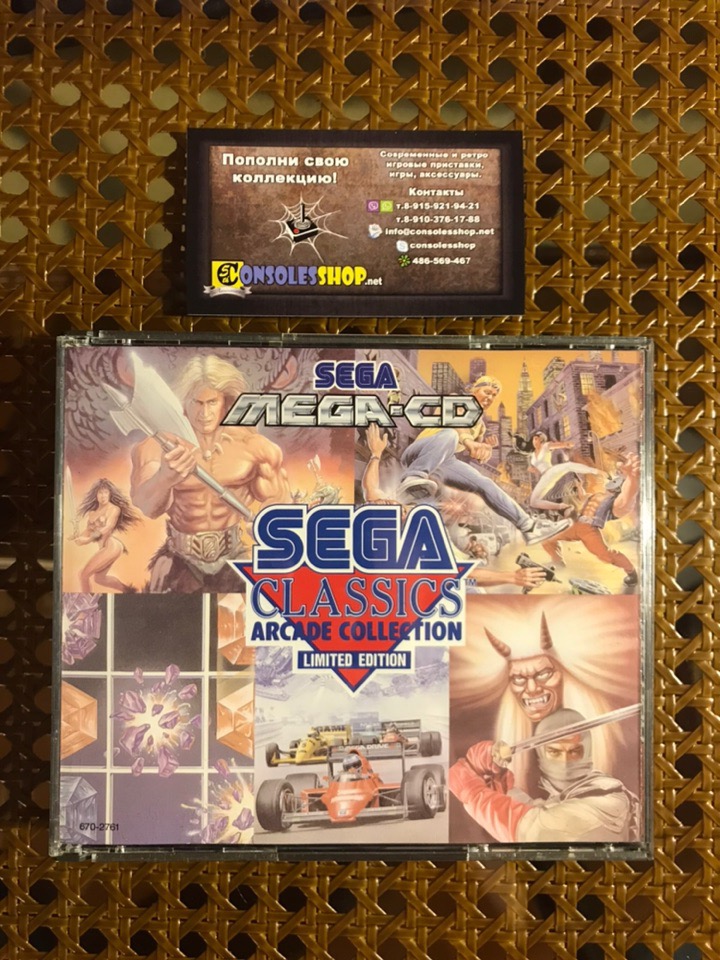 Пополни свою
коллекцию!
CONSOLESSHOP.net
Современные и ретро
игровые приставки,
игры, аксессуары.
Контакты
т.8-915-921-94-21
т.8-910-376-17-88
info@consolesshop.net
consolesshop
486-569-467
SEGA
MEGA-CD
SEGA
CLASSICS™
ARCADE COLLECTION
LIMITED EDITION
670-2761